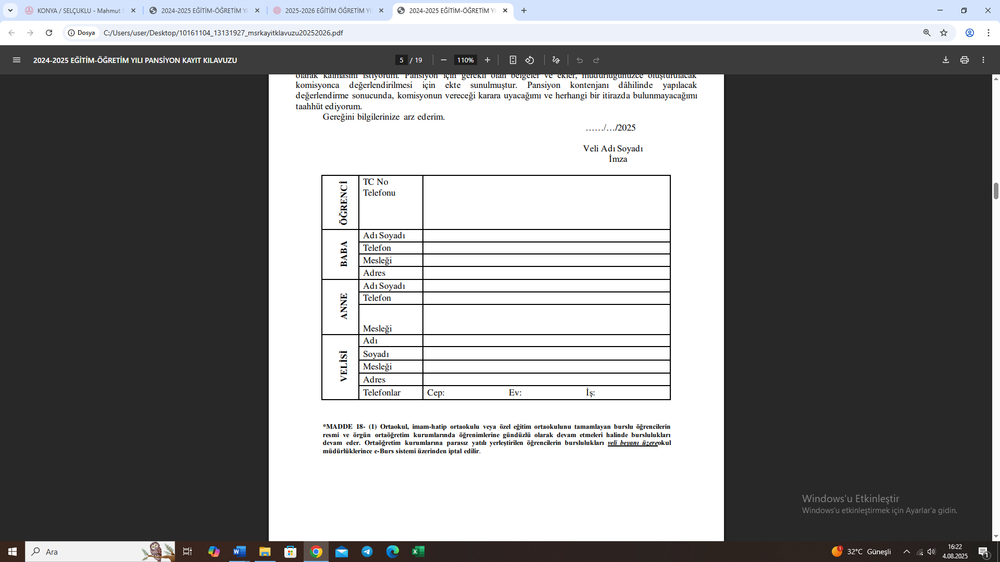 KONYA / SELÇUKLU - Mahmut S
2024-2025 EĞİTİM-ÖĞRETİM Yı
2025-2026 EĞİTİM ÖĞRETİM YI
2024-2025 EĞİTİM-ÖĞRETİM Yı
Dosya
C:/Users/user/Desktop/10161104_13131927_msrkayitklavuzu20252026.pdf
2024-2025 EĞİTİM-ÖĞRETİM YILI PANSİYON KAYIT KILAVUZU
5 / 19
110%
olarak kalmasını istiyorum. Pansiyon için gerekli olan belgeler ve ekler, müdürlüğünüzce oluşturulacak
komisyonca değerlendirilmesi için ekte sunulmuştur. Pansiyon kontenjanı dâhilinde yapılacak
değerlendirme sonucunda, komisyonun vereceği karara uyacağımı ve herhangi bir itirazda bulunmayacağımı
taahhüt ediyorum.
Gereğini bilgilerinize arz ederim.
……/…/2025
Veli Adı Soyadı
İmza
ÖĞRENCİ
TC No
Telefonu
BABA
Adı Soyadı
Telefon
Mesleği
Adres
ANNE
Adı Soyadı
Telefon
Mesleği
VELİSİ
Adı
Soyadı
Mesleği
Adres
Telefonlar Cep: Ev: İş:
*MADDE 18- (1) Ortaokul, imam-hatip ortaokulu veya özel eğitim ortaokulunu tamamlayan burslu öğrencilerin
resmi ve örgün ortaöğretim kurumlarında öğrenimlerine gündüzlü olarak devam etmeleri halinde burslulukları
devam eder. Ortaöğretim kurumlarına parasız yatılı yerleştirilen öğrencilerin burslulukları veli beyanı üzereokul
müdürlüklerince e-Burs sistemi üzerinden iptal edilir.
Windows'u Etkinleştir
Windows'u etkinleştirmek için Ayarlar'a gidin.
Ara
1
32°C Güneşli
16:22
4.08.2025
1